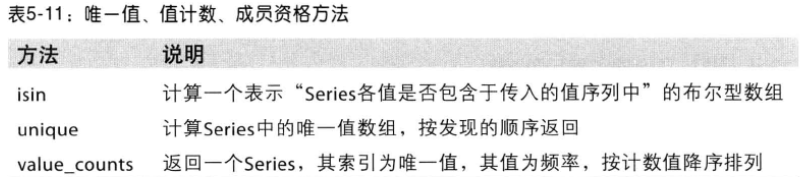 表5-11：唯一值、值计数、成员资格方法
方法 说明
isin 计算一个表示“Series各值是否包含于传入的值序列中”的布尔型数组
unique 计算Series中的唯一值数组，按发现的顺序返回
value_counts 返回一个Series，其索引为唯一值，其值为频率，按计数值降序排列